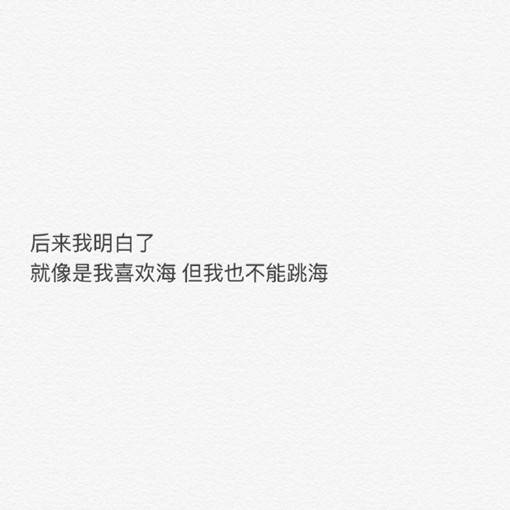 后来我明白了
就像是我喜欢海 但我也不能跳海